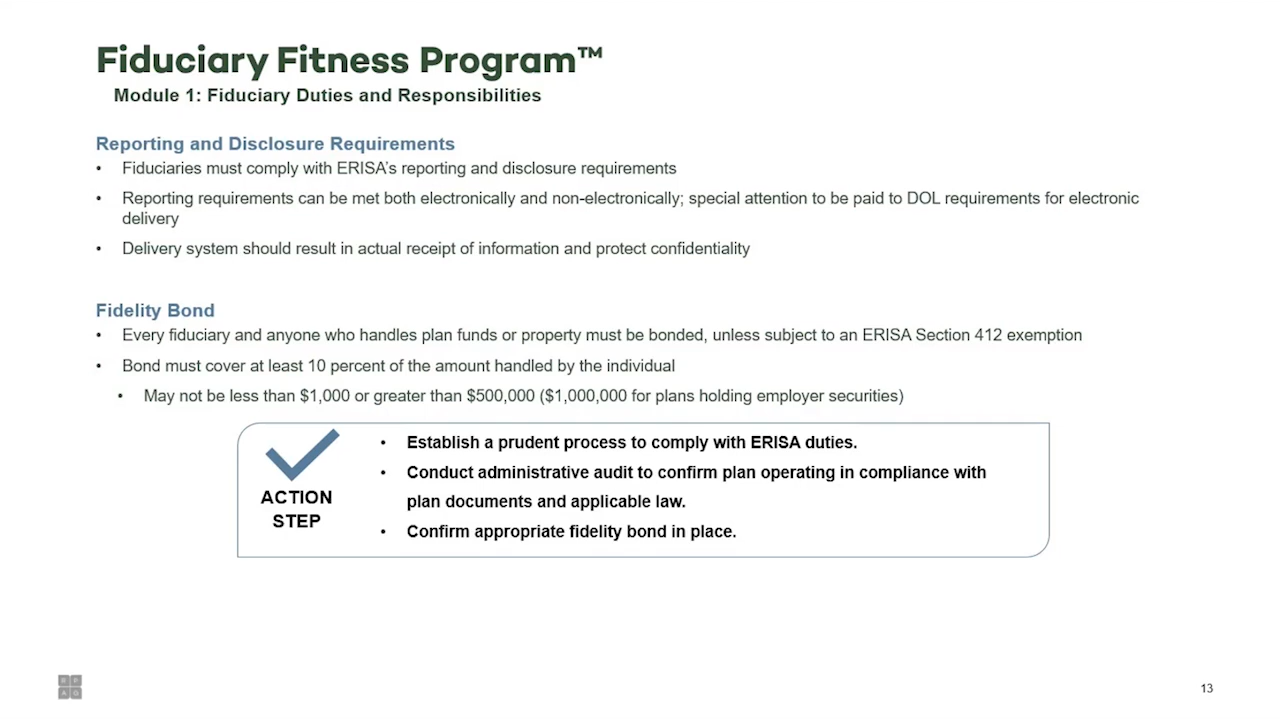 Fiduciary Fitness Program™
Module 1: Fiduciary Duties and Responsibilities
Reporting and Disclosure Requirements
• Fiduciaries must comply with ERISA’s reporting and disclosure requirements
• Reporting requirements can be met both electronically and non-electronically; special attention to be paid to DOL requirements for electronic
delivery
• Delivery system should result in actual receipt of information and protect confidentiality
Fidelity Bond
• Every fiduciary and anyone who handles plan funds or property must be bonded, unless subject to an ERISA Section 412 exemption
• Bond must cover at least 10 percent of the amount handled by the individual
• May not be less than $1,000 or greater than $500,000 ($1,000,000 for plans holding employer securities)
ACTION
STEP
• Establish a prudent process to comply with ERISA duties.
• Conduct administrative audit to confirm plan operating in compliance with
plan documents and applicable law.
• Confirm appropriate fidelity bond in place.
13